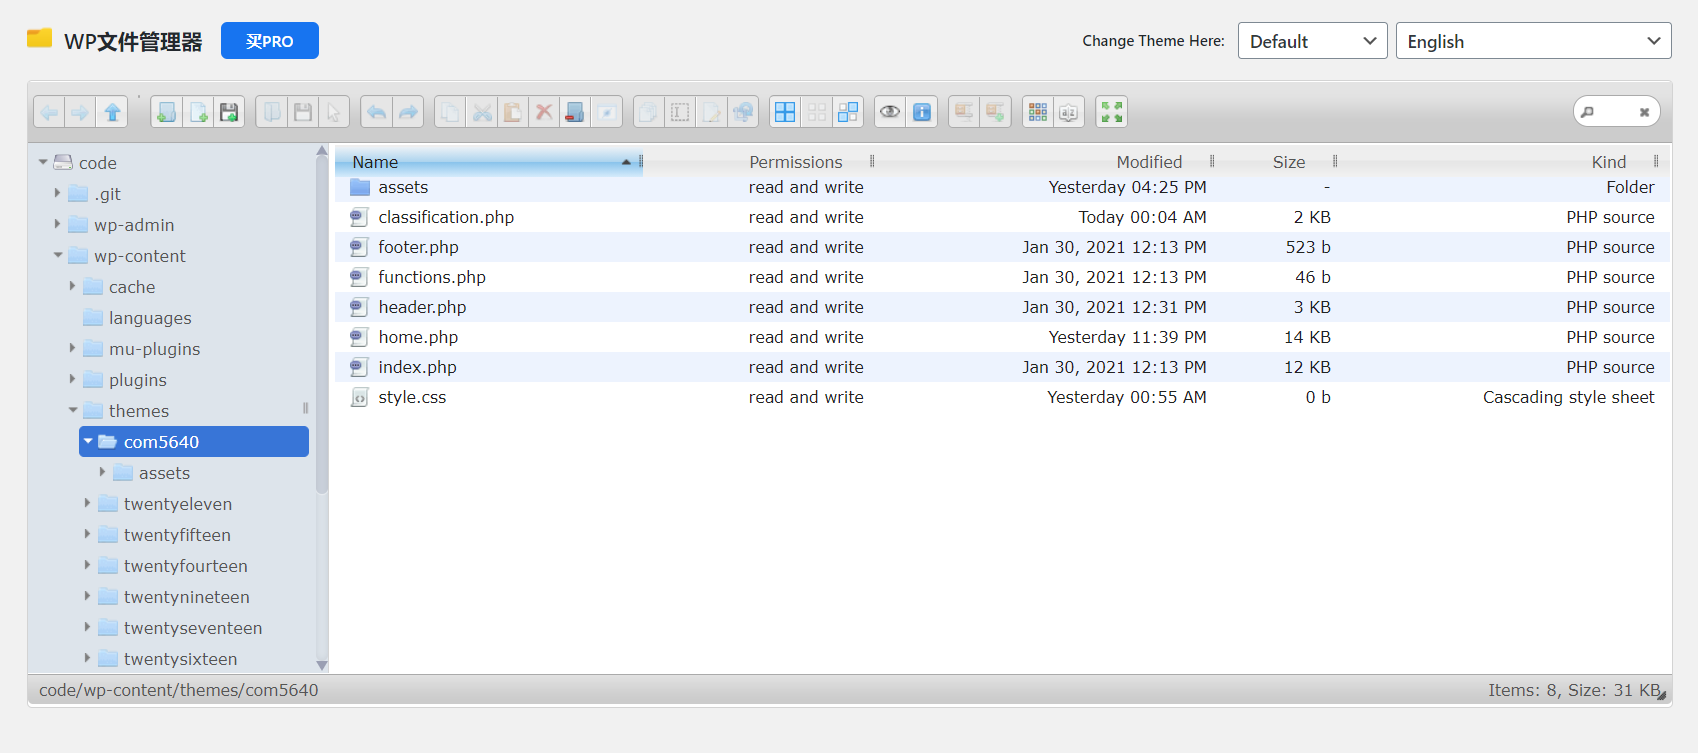 WP文件管理器 买PRO Change Theme Here: Default English
code
.git
wp-admin
wp-content
cache
languages
mu-plugins
plugins
themes
com5640
assets
twentyeleven
twentyfifteen
twentyfourteen
twentynineteen
twentyseventeen
twentysixteen
Name Permissions Modified Size Kind
assets read and write Yesterday 04:25 PM - Folder
classification.php read and write Today 00:04 AM 2 KB PHP source
footer.php read and write Jan 30, 2021 12:13 PM 523 b PHP source
functions.php read and write Jan 30, 2021 12:13 PM 46 b PHP source
header.php read and write Jan 30, 2021 12:31 PM 3 KB PHP source
home.php read and write Yesterday 11:39 PM 14 KB PHP source
index.php read and write Jan 30, 2021 12:13 PM 12 KB PHP source
style.css read and write Yesterday 00:55 AM 0 b Cascading style sheet
code/wp-content/themes/com5640 Items: 8, Size: 31 KB